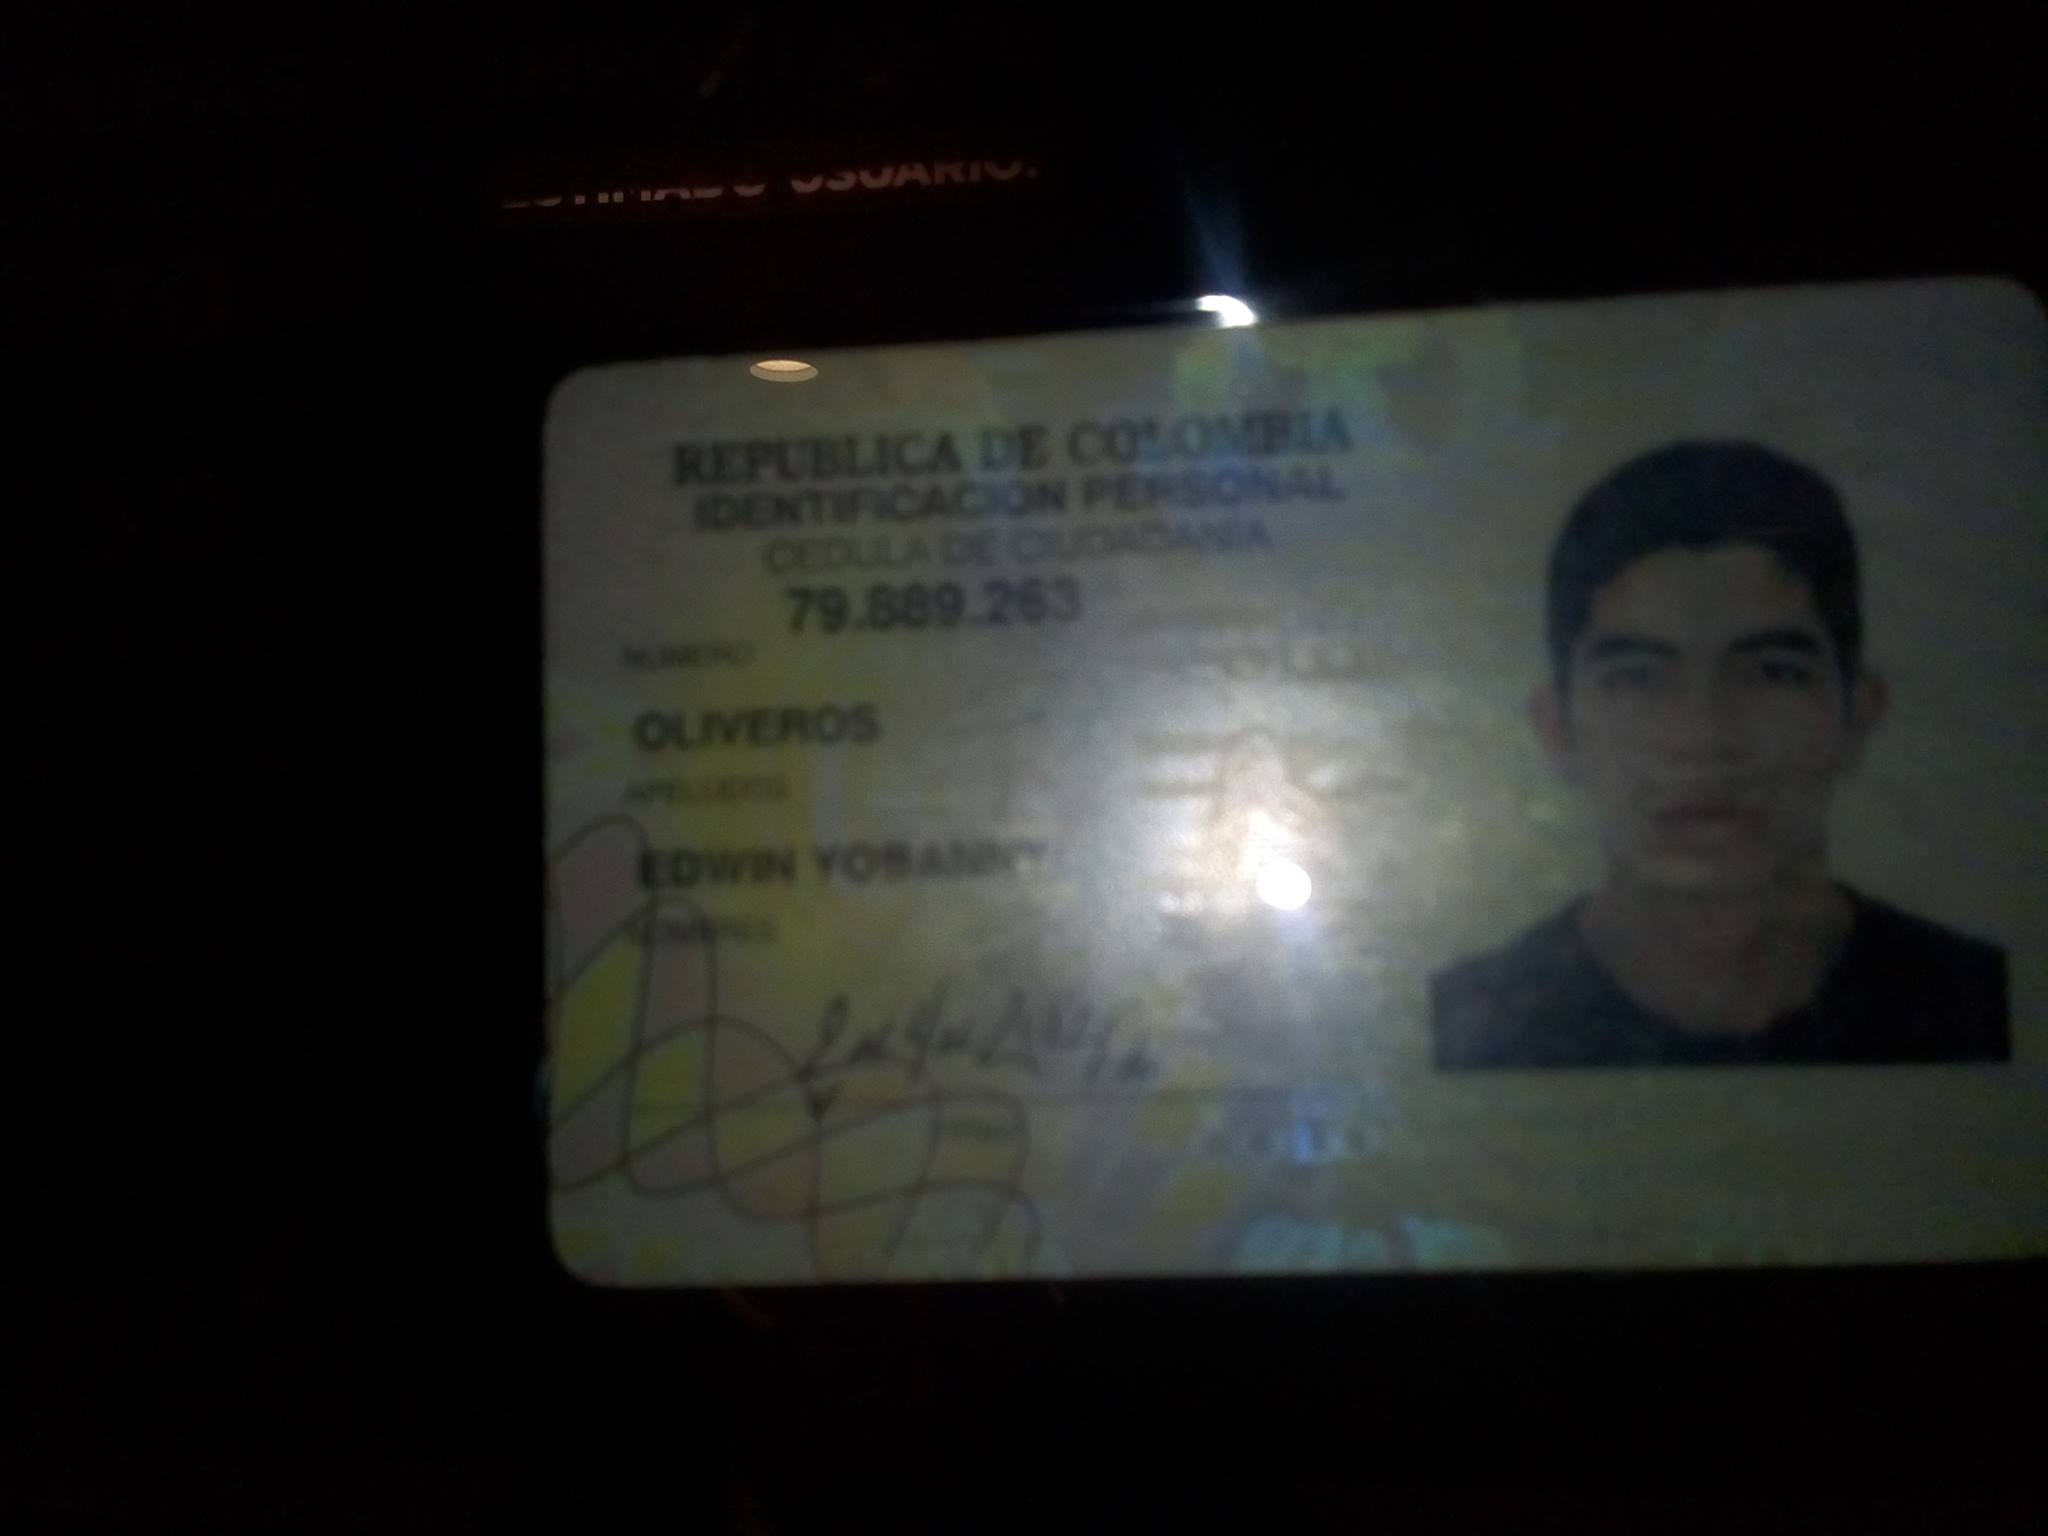 ESTIMADO USUARIO:
REPUBLICA DE COLOMBIA
IDENTIFICACION PERSONAL
CEDULA DE CIUDADANIA
79.889.263
NUMERO
OLIVEROS
APELLIDOS
EDWIN YOBANNY
NOMBRES